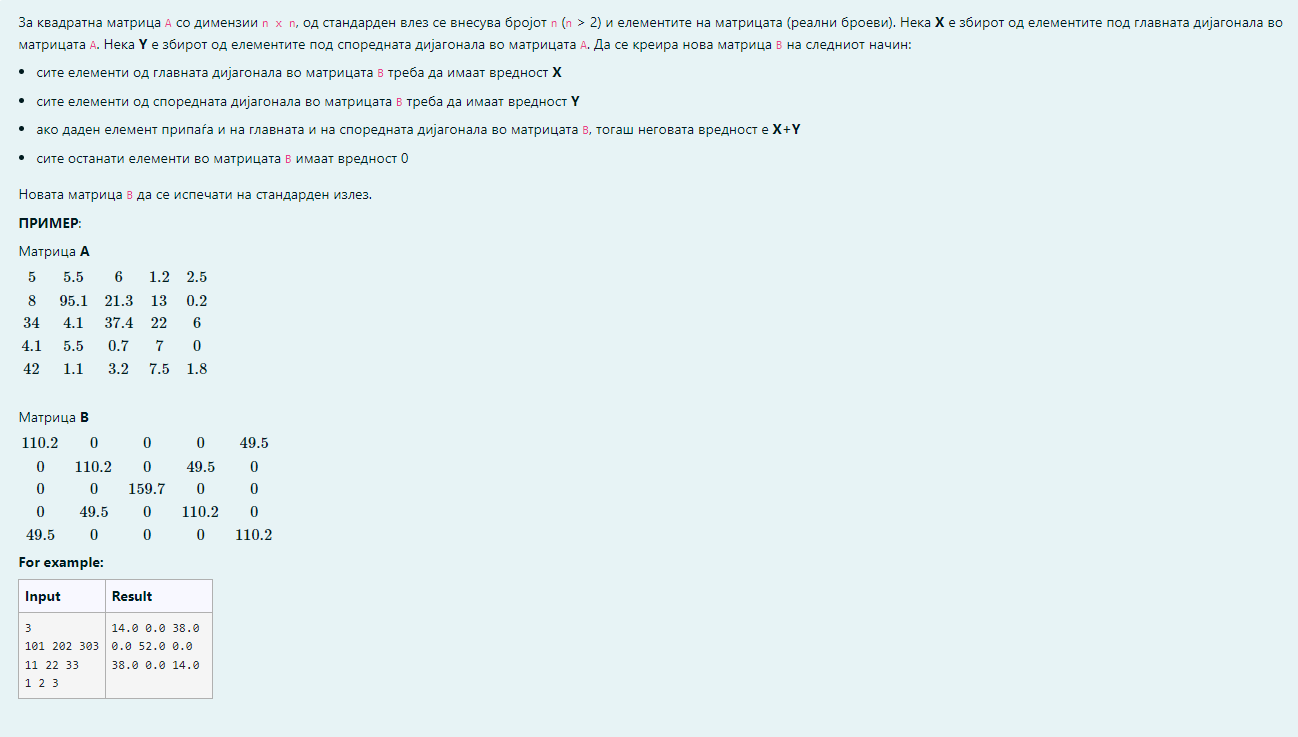 За квадратна матрица A со димензии n x n, од стандарден влез се внесува бројот n (n > 2) и елементите на матрицата (реални броеви). Нека X е збирот од елементите под главната дијагонала во
матрицата A. Нека Y е збирот од елементите под споредната дијагонала во матрицата A. Да се креира нова матрица B на следниот начин:
• сите елементи од главната дијагонала во матрицата B треба да имаат вредност X
• сите елементи од споредната дијагонала во матрицата B треба да имаат вредност Y
• ако даден елемент припаѓа и на главната и на споредната дијагонала во матрицата B, тогаш неговата вредност е X+Y
• сите останати елементи во матрицата B имаат вредност 0
Новата матрица B да се испечати на стандарден излез.
ПРИМЕР:
Матрица A
5 5.5 6 1.2 2.5
8 95.1 21.3 13 0.2
34 4.1 37.4 22 6
4.1 5.5 0.7 7 0
42 1.1 3.2 7.5 1.8
Матрица B
110.2 0 0 0 49.5
0 110.2 0 49.5 0
0 0 159.7 0 0
0 49.5 0 110.2 0
49.5 0 0 0 110.2
For example:
Input Result
3 14.0 0.0 38.0
101 202 303 0.0 52.0 0.0
11 22 33 38.0 0.0 14.0
1 2 3